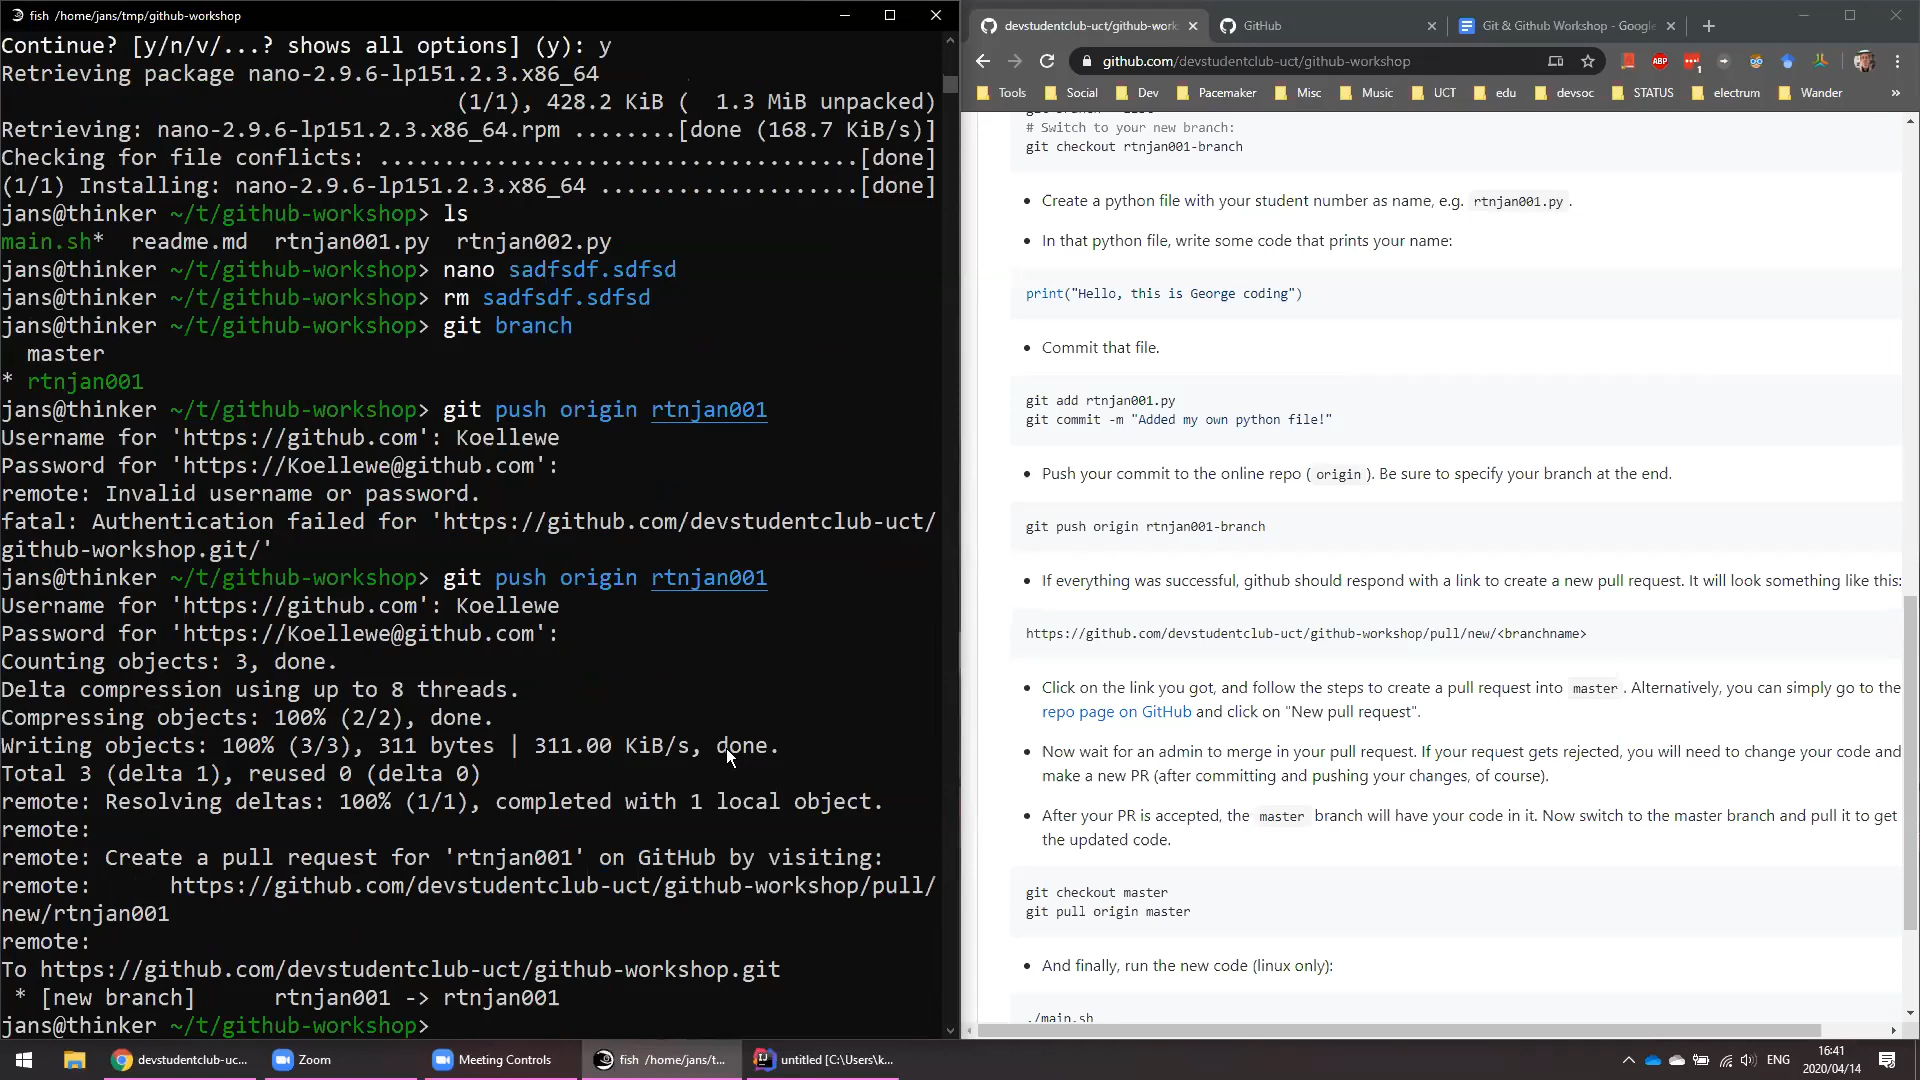 fish /home/jans/tmp/github-workshop
Continue? [y/n/v/...? shows all options] (y): y
Retrieving package nano-2.9.6-lp151.2.3.x86_64
(1/1), 428.2 KiB (  1.3 MiB unpacked)
Retrieving: nano-2.9.6-lp151.2.3.x86_64.rpm ........[done (168.7 KiB/s)]
Checking for file conflicts: .....................................[done]
(1/1) Installing: nano-2.9.6-lp151.2.3.x86_64 ....................[done]
jans@thinker ~/t/github-workshop> ls
main.sh*  readme.md  rtnjan001.py  rtnjan002.py
jans@thinker ~/t/github-workshop> nano sadfsdf.sdfsd
jans@thinker ~/t/github-workshop> rm sadfsdf.sdfsd
jans@thinker ~/t/github-workshop> git branch
master
* rtnjan001
jans@thinker ~/t/github-workshop> git push origin rtnjan001
Username for 'https://github.com': Koellewe
Password for 'https://Koellewe@github.com':
remote: Invalid username or password.
fatal: Authentication failed for 'https://github.com/devstudentclub-uct/
github-workshop.git/'
jans@thinker ~/t/github-workshop> git push origin rtnjan001
Username for 'https://github.com': Koellewe
Password for 'https://Koellewe@github.com':
Counting objects: 3, done.
Delta compression using up to 8 threads.
Compressing objects: 100% (2/2), done.
Writing objects: 100% (3/3), 311 bytes | 311.00 KiB/s, done.
Total 3 (delta 1), reused 0 (delta 0)
remote: Resolving deltas: 100% (1/1), completed with 1 local object.
remote:
remote: Create a pull request for 'rtnjan001' on GitHub by visiting:
remote:      https://github.com/devstudentclub-uct/github-workshop/pull/
new/rtnjan001
remote:
To https://github.com/devstudentclub-uct/github-workshop.git
* [new branch]      rtnjan001 -> rtnjan001
jans@thinker ~/t/github-workshop>
devstudentclub-uct/github-work
GitHub
Git & Github Workshop - Google
github.com/devstudentclub-uct/github-workshop
ABP
Tools Social Dev Pacemaker Misc Music UCT edu devsoc STATUS electrum Wander »
# Switch to your new branch:
git checkout rtnjan001-branch
• Create a python file with your student number as name, e.g. rtnjan001.py .
• In that python file, write some code that prints your name:
print("Hello, this is George coding")
• Commit that file.
git add rtnjan001.py
git commit -m "Added my own python file!"
• Push your commit to the online repo ( origin ). Be sure to specify your branch at the end.
git push origin rtnjan001-branch
• If everything was successful, github should respond with a link to create a new pull request. It will look something like this:
https://github.com/devstudentclub-uct/github-workshop/pull/new/<branchname>
• Click on the link you got, and follow the steps to create a pull request into master . Alternatively, you can simply go to the
repo page on GitHub and click on "New pull request".
• Now wait for an admin to merge in your pull request. If your request gets rejected, you will need to change your code and
make a new PR (after committing and pushing your changes, of course).
• After your PR is accepted, the master branch will have your code in it. Now switch to the master branch and pull it to get
the updated code.
git checkout master
git pull origin master
• And finally, run the new code (linux only):
./main.sh
devstudentclub-uc...
Zoom
Meeting Controls
fish /home/jans/t...
untitled [C:\Users\k...
ENG
16:41
2020/04/14